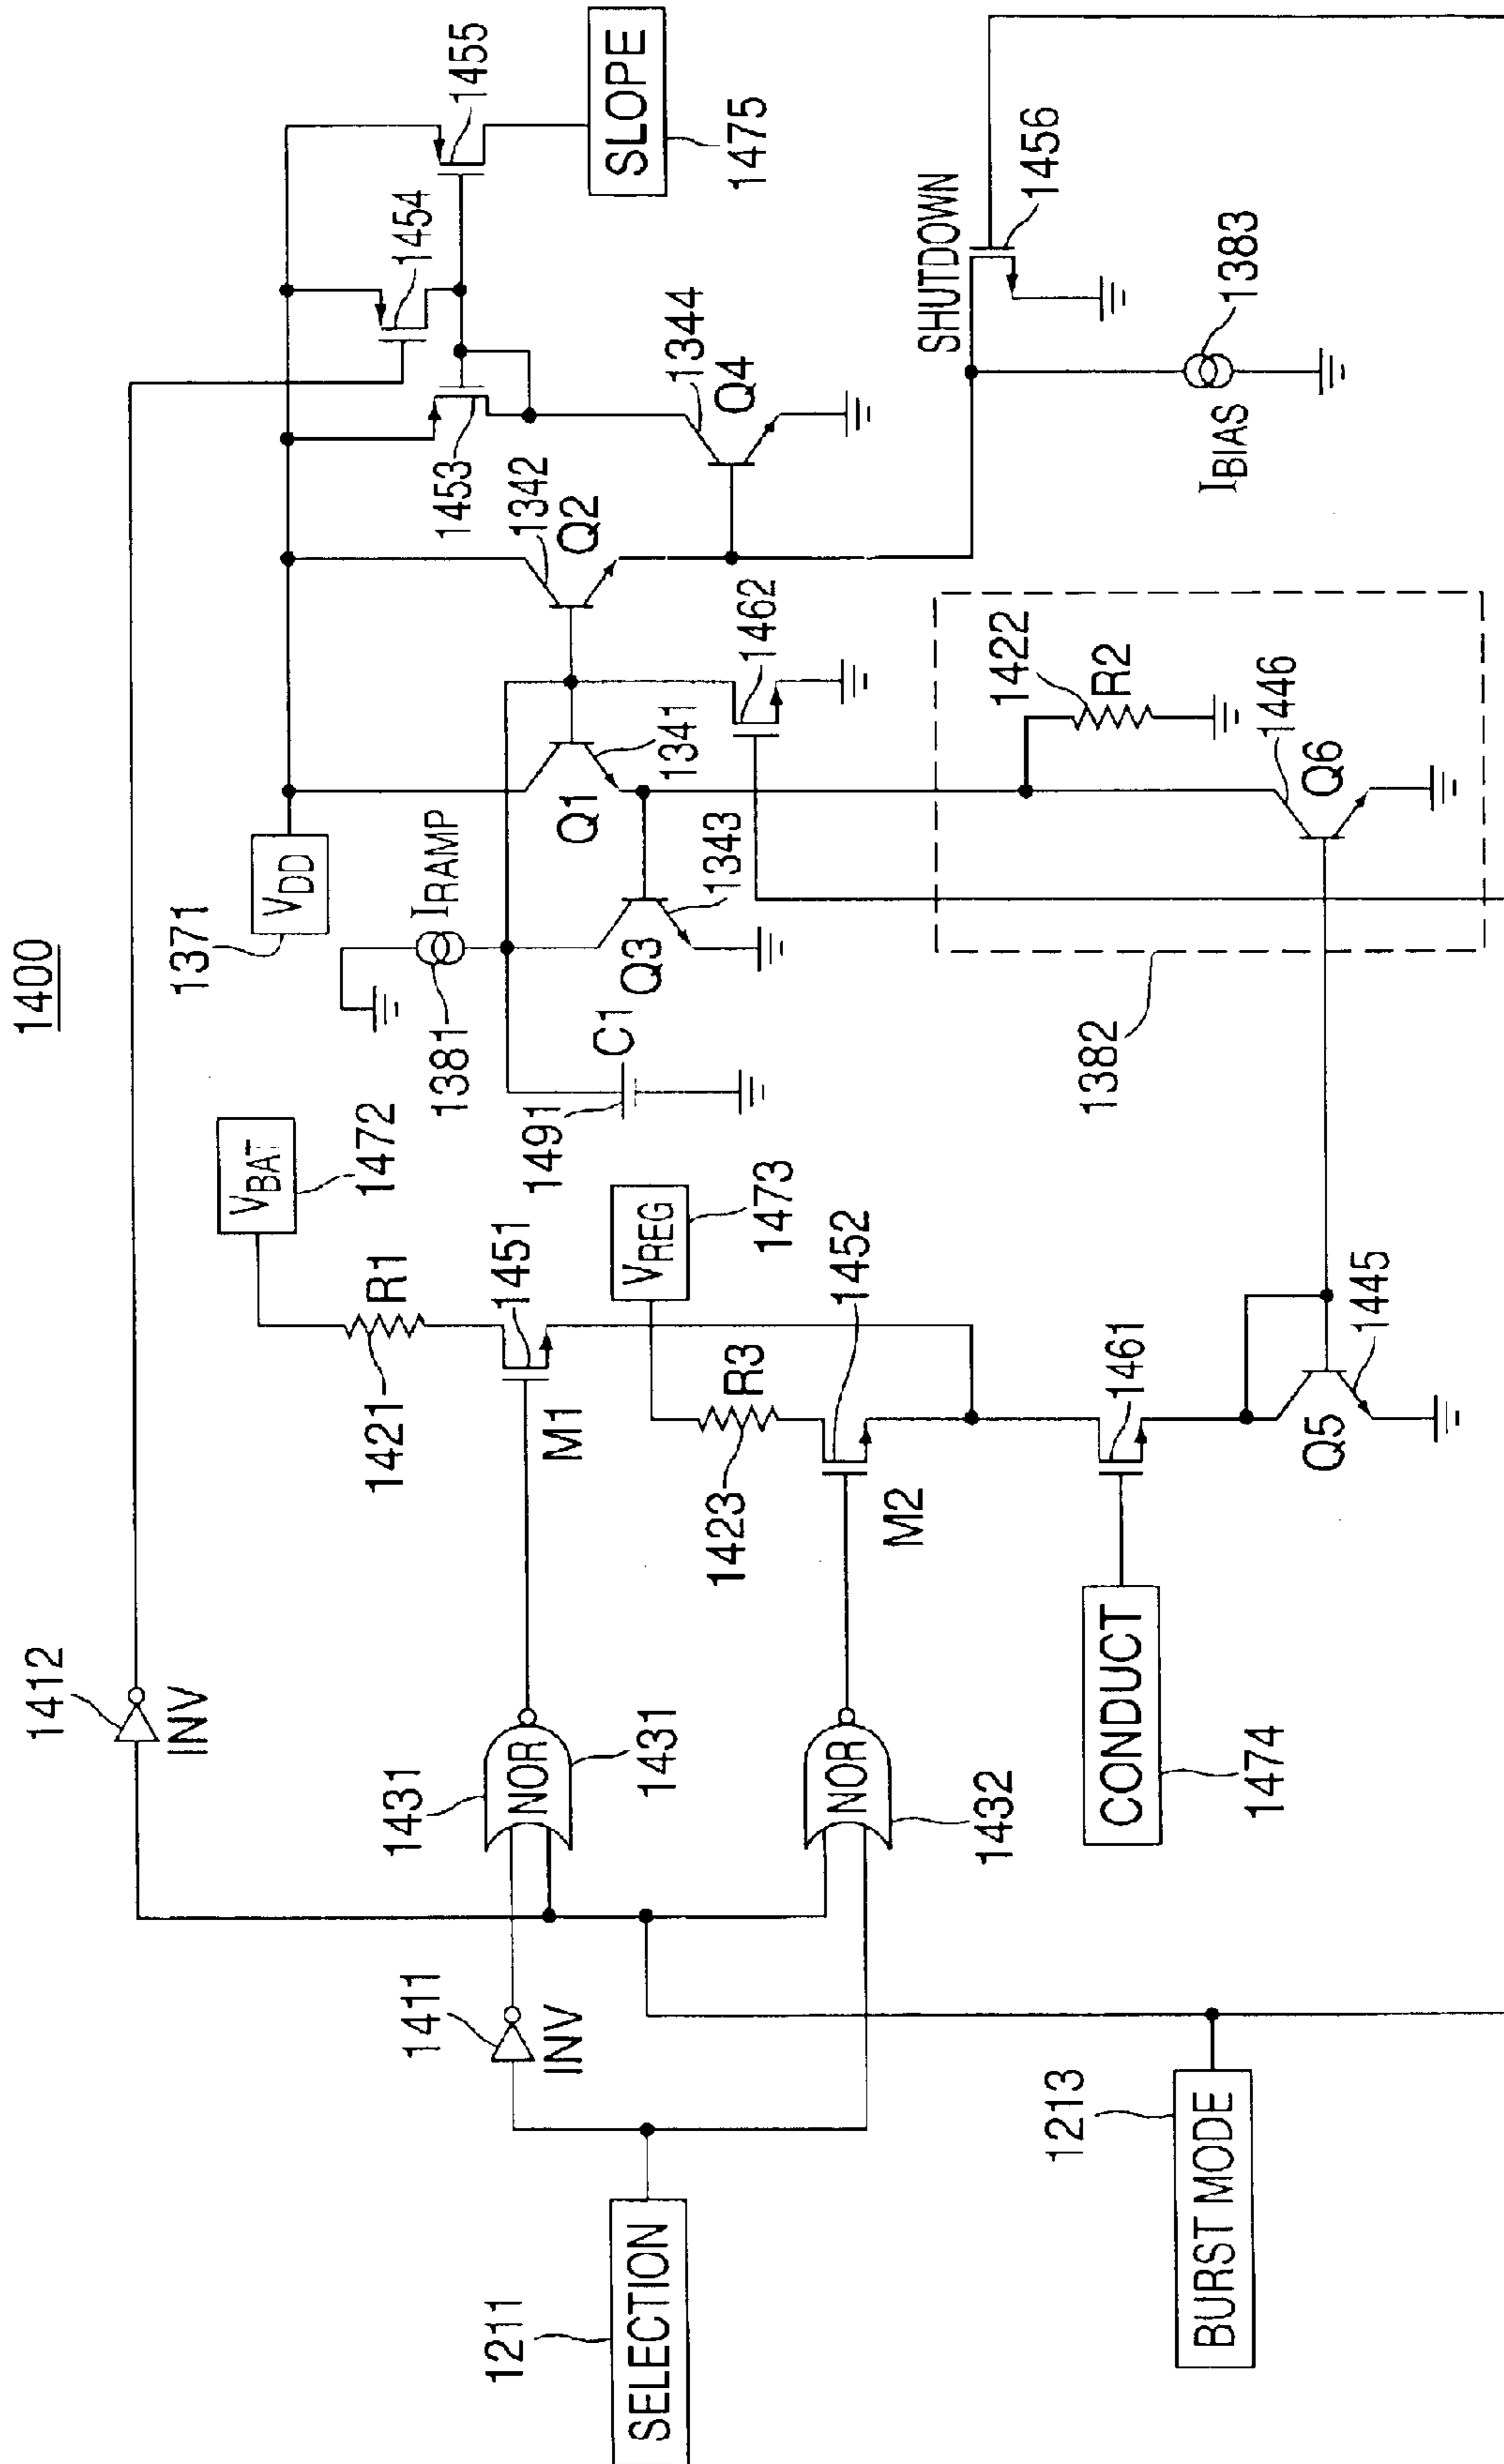 1400
1412
INV
1371
VDD
1454
1455
SLOPE
1475
1453
1342
Q2
1344
Q4
SHUTDOWN
1456
1383
IBIAS
IRAMP
1381
Q1
1341
Q3
1343
1462
C1
1491
VBAT
1472
R1
1421
1451
M1
VREG
1473
R3
1423
1452
M2
1382
1422
R2
1446
Q6
1461
1445
Q5
CONDUCT
1474
1431
NOR
1431
NOR
1432
1411
INV
1211
SELECTION
1213
BURST MODE